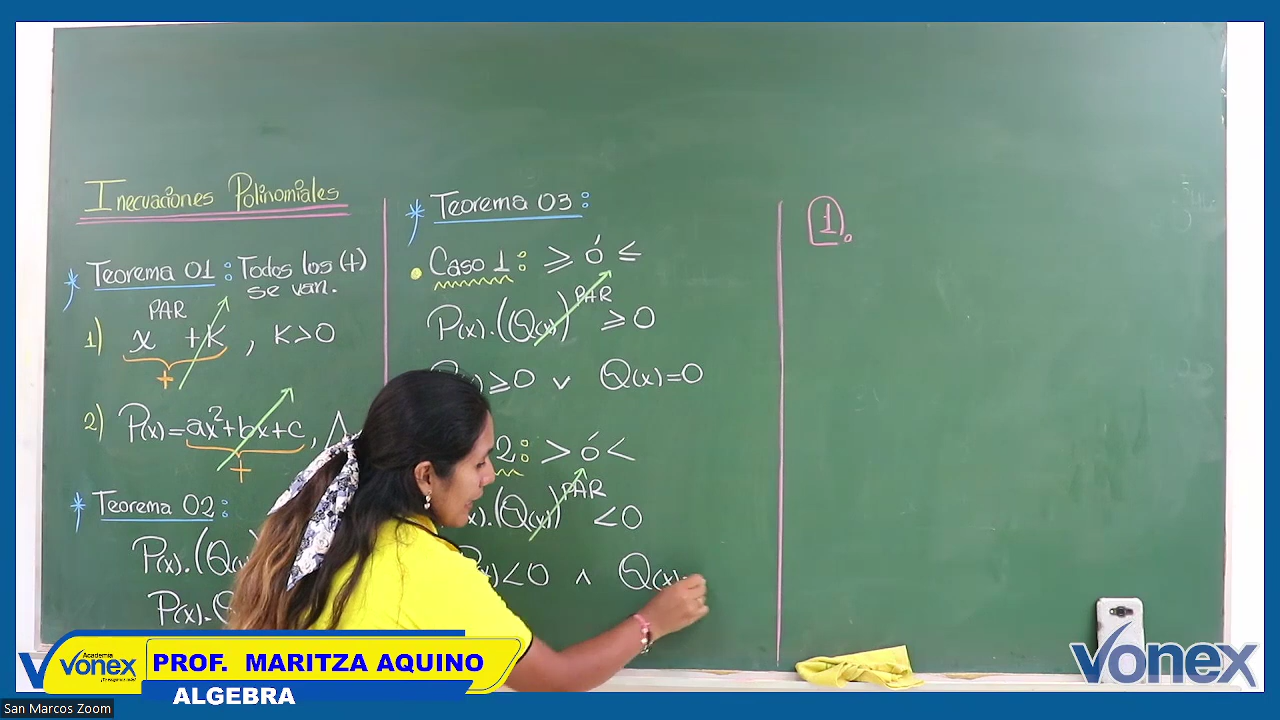 Inecuaciones Polinomiales
* Teorema 01: Todos los (+)
se van.
PAR
1) x + K , K>0
+
2) P(x)=ax²+bx+c, Δ
+
* Teorema 02:
P(x).(Q(x)
P(x).
* Teorema 03:
• Caso 1: ≥ ó ≤
P(x).(Q(x))PAR ≥0
≥0 ∨ Q(x)=0
2: > ó <
.(Q(x))PAR <0
P(x)<0 ∧ Q(x)
1.
Academia
Vonex
PROF. MARITZA AQUINO
ALGEBRA
San Marcos Zoom
vonex